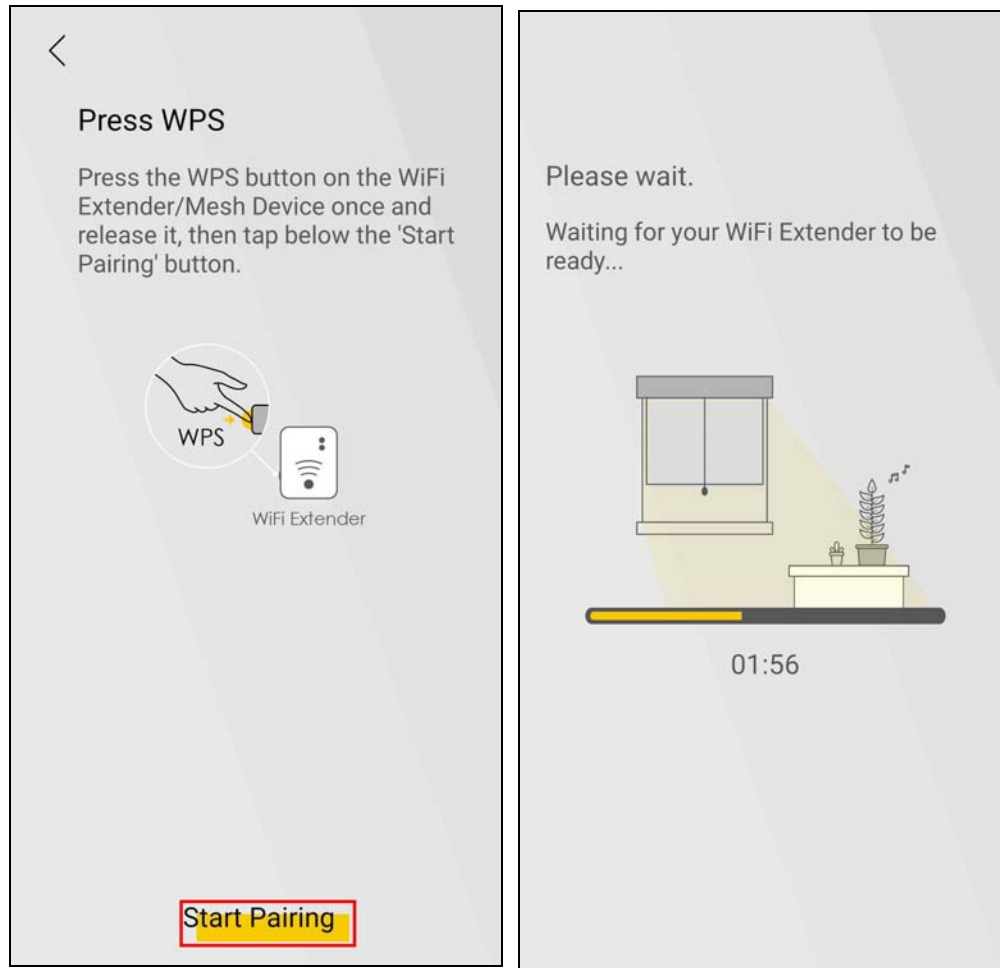 Press WPS
Press the WPS button on the WiFi
Extender/Mesh Device once and
release it, then tap below the 'Start
Pairing' button.
WPS
WiFi Extender
Start Pairing
Please wait.
Waiting for your WiFi Extender to be
ready...
01:56